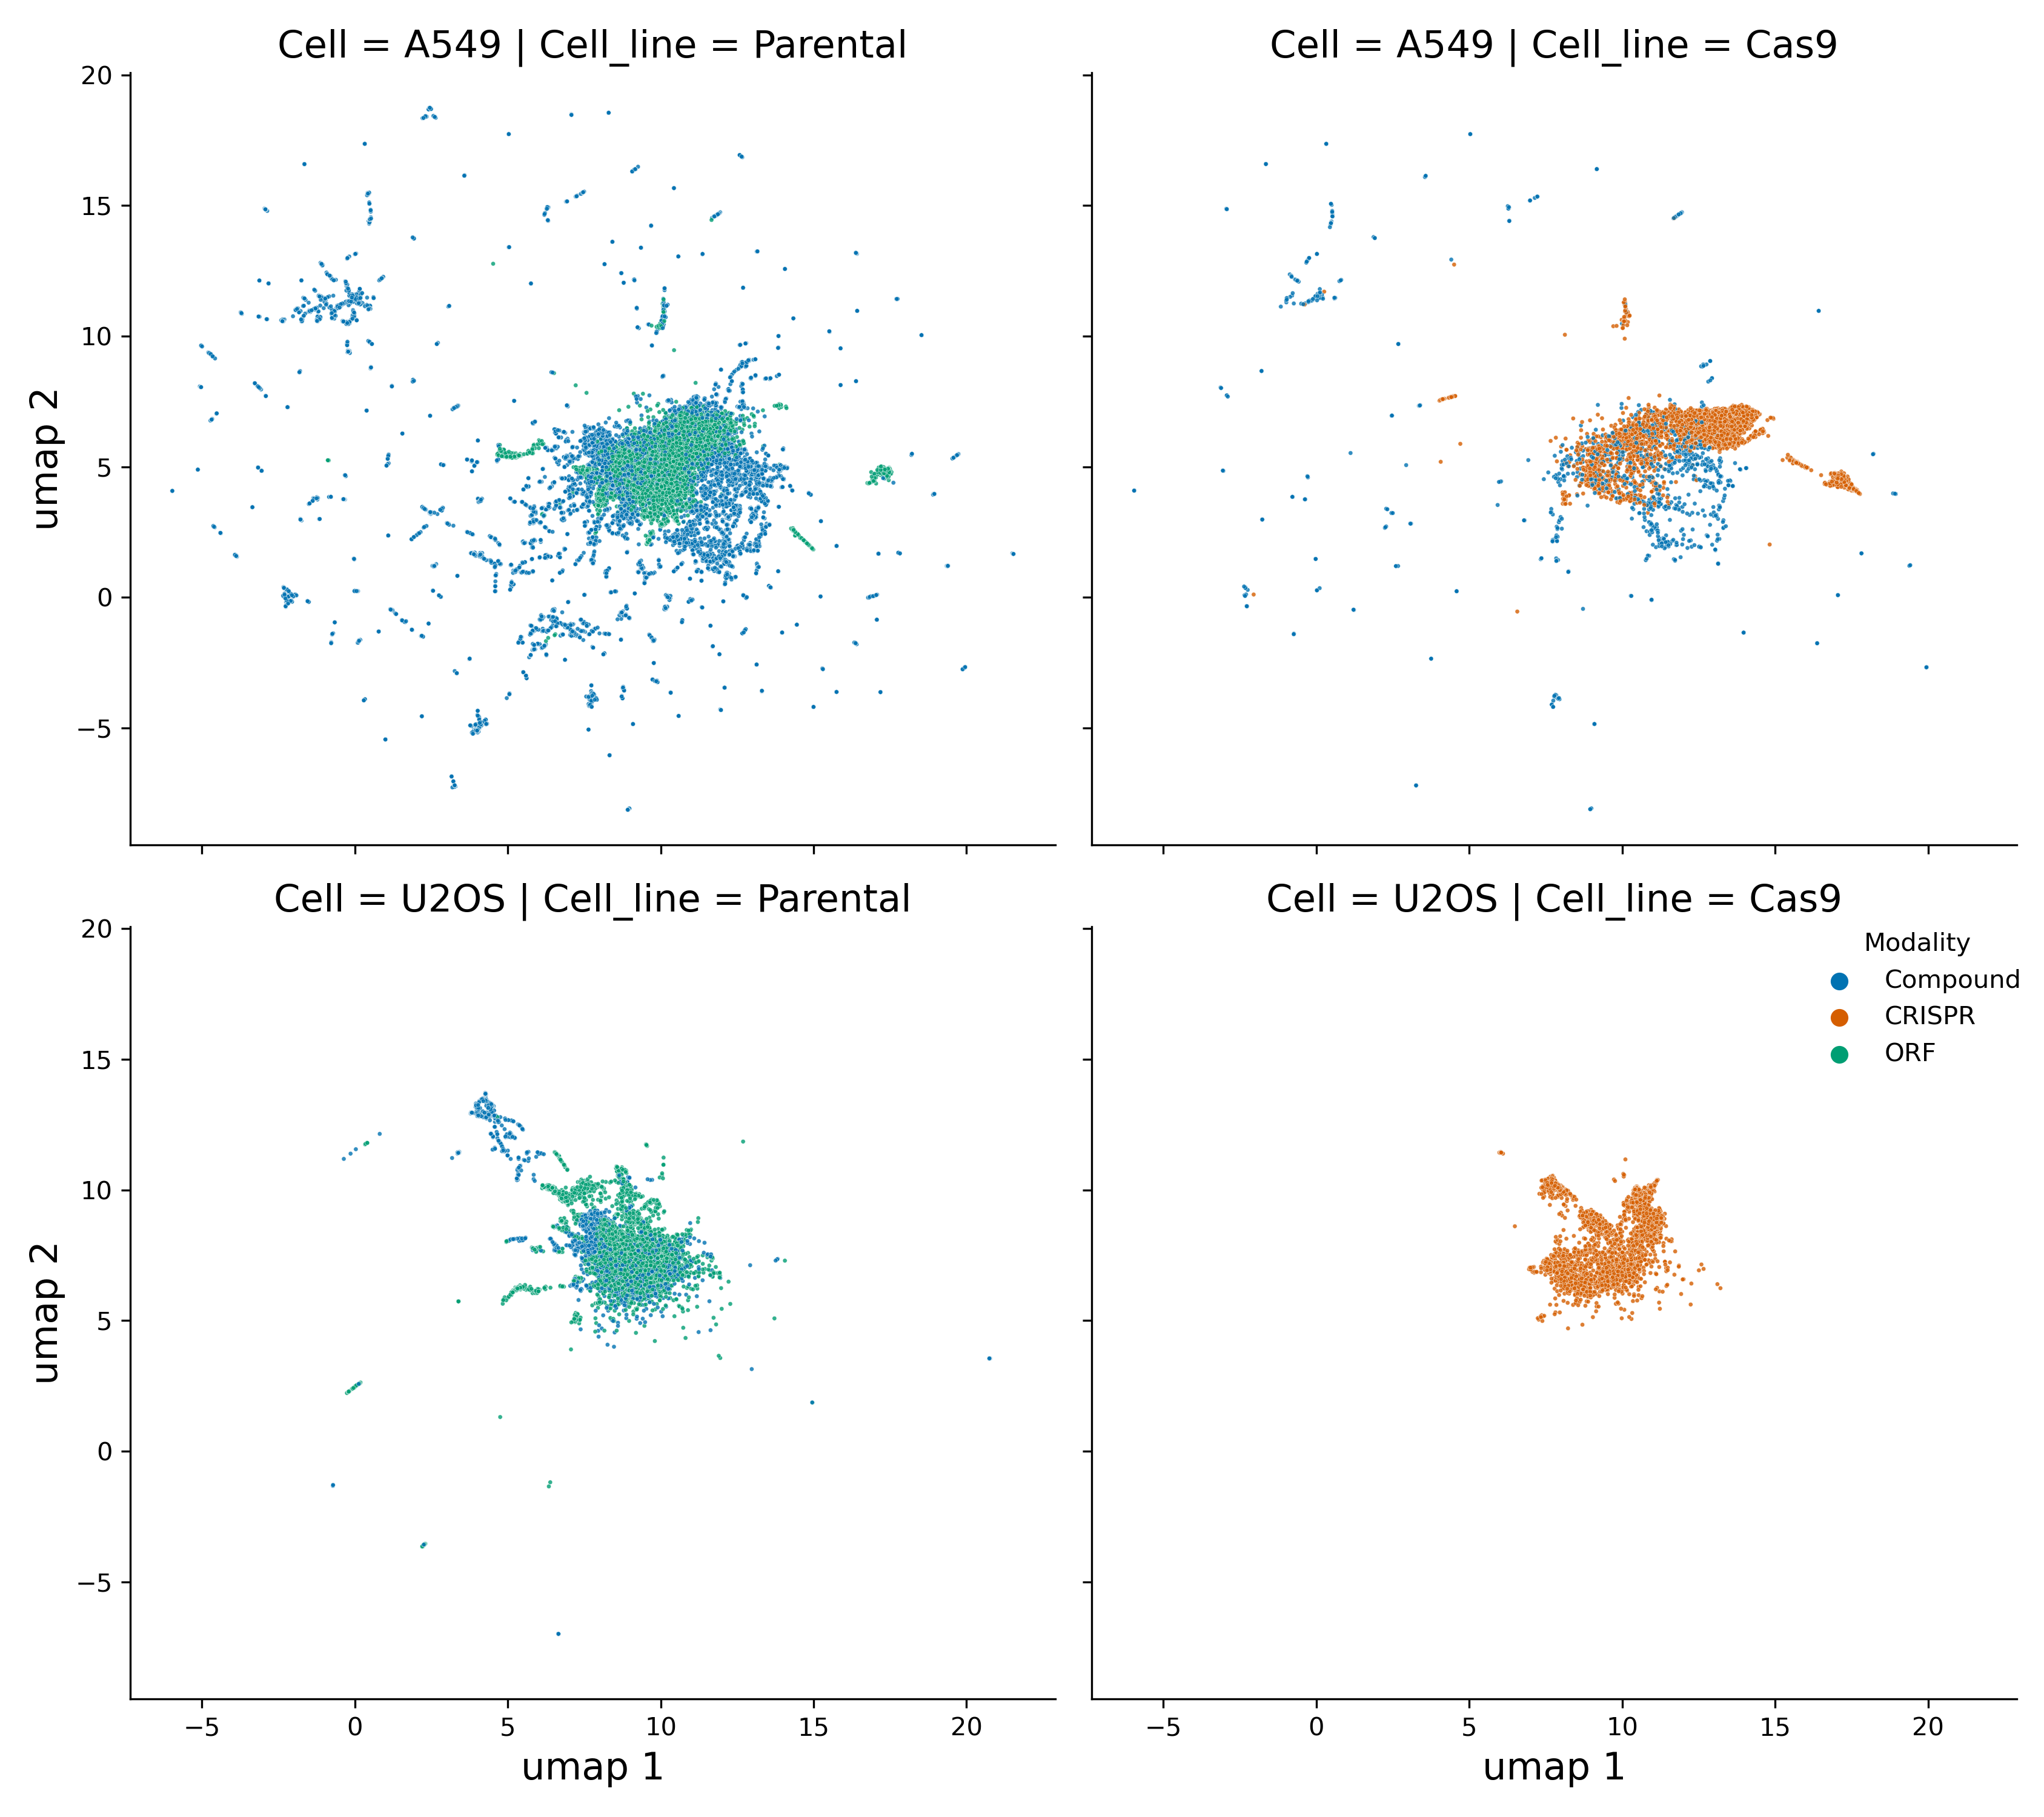 Cell = A549 | Cell_line = Parental
Cell = A549 | Cell_line = Cas9
20
15
10
5
0
−5
umap 2
Cell = U2OS | Cell_line = Parental
Cell = U2OS | Cell_line = Cas9
Modality
Compound
CRISPR
ORF
20
15
10
5
0
−5
umap 2
−5 0 5 10 15 20
−5 0 5 10 15 20
umap 1
umap 1